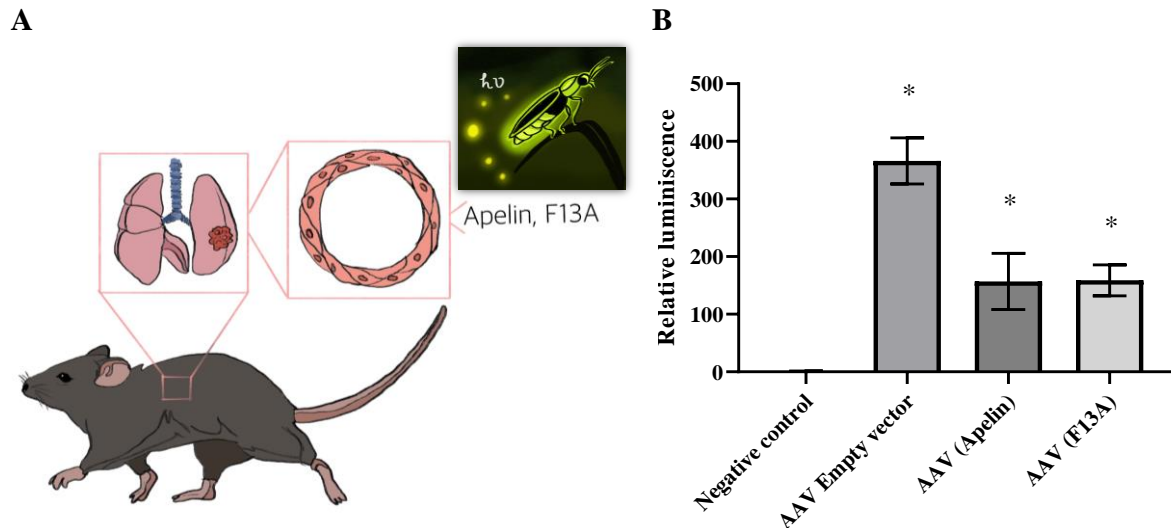 A
hυ
Apelin, F13A
B
Relative luminiscence
500
400
300
200
100
0
*
*
*
Negative control
AAV Empty vector
AAV (Apelin)
AAV (F13A)